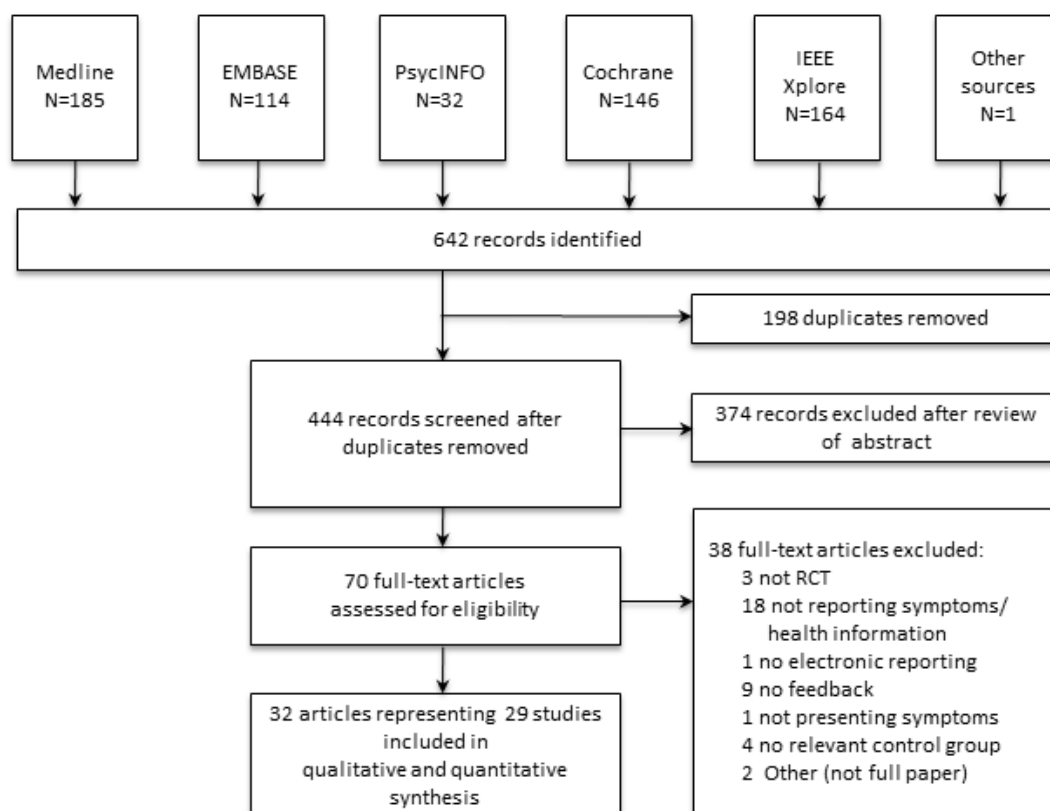 Medline
N=185
EMBASE
N=114
PsycINFO
N=32
Cochrane
N=146
IEEE
Xplore
N=164
Other
sources
N=1
642 records identified
198 duplicates removed
444 records screened after
duplicates removed
374 records excluded after review
of abstract
70 full-text articles
assessed for eligibility
38 full-text articles excluded:
3 not RCT
18 not reporting symptoms/
health information
1 no electronic reporting
9 no feedback
1 not presenting symptoms
4 no relevant control group
2 Other (not full paper)
32 articles representing 29 studies
included in
qualitative and quantitative
synthesis